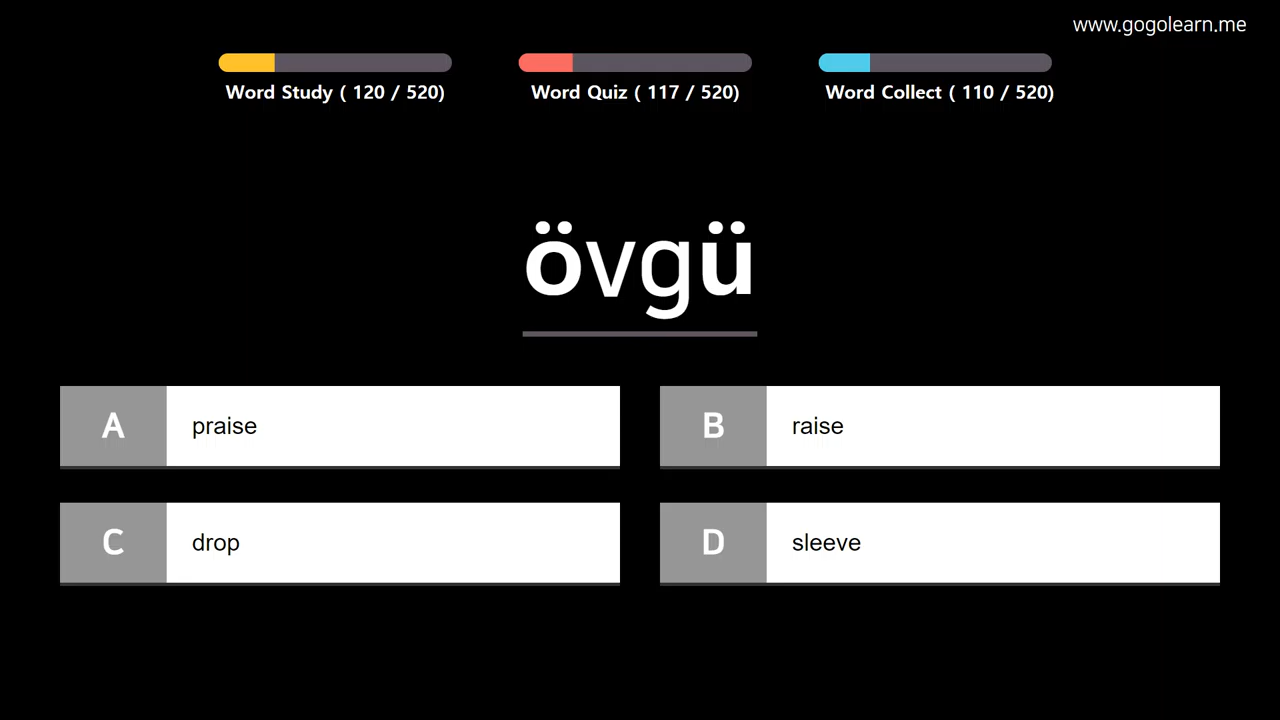 www.gogolearn.me
Word Study ( 120 / 520)
Word Quiz ( 117 / 520)
Word Collect ( 110 / 520)
övgü
A praise
B raise
C drop
D sleeve